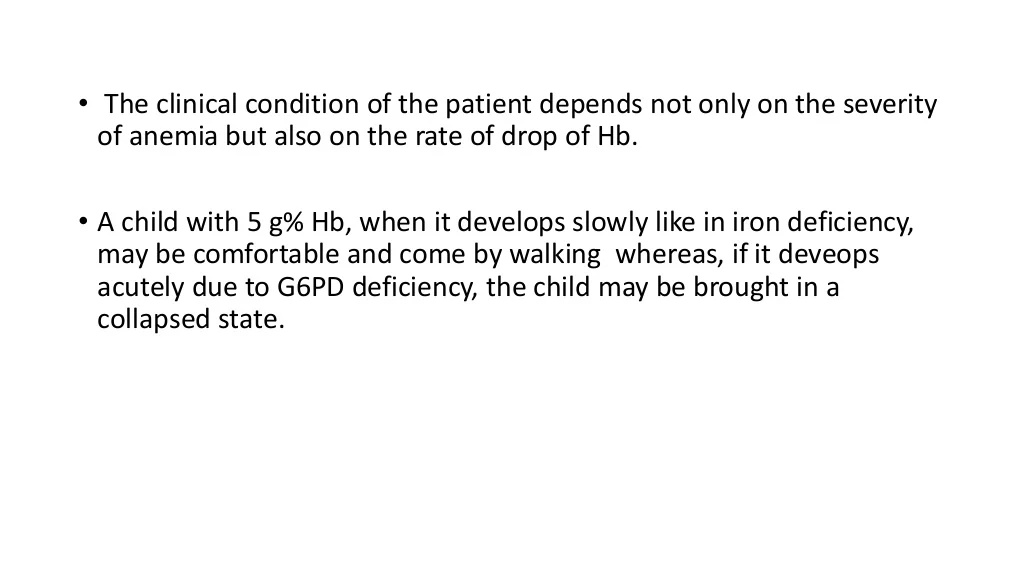 • The clinical condition of the patient depends not only on the severity
of anemia but also on the rate of drop of Hb.
• A child with 5 g% Hb, when it develops slowly like in iron deficiency,
may be comfortable and come by walking  whereas, if it deveops
acutely due to G6PD deficiency, the child may be brought in a
collapsed state.